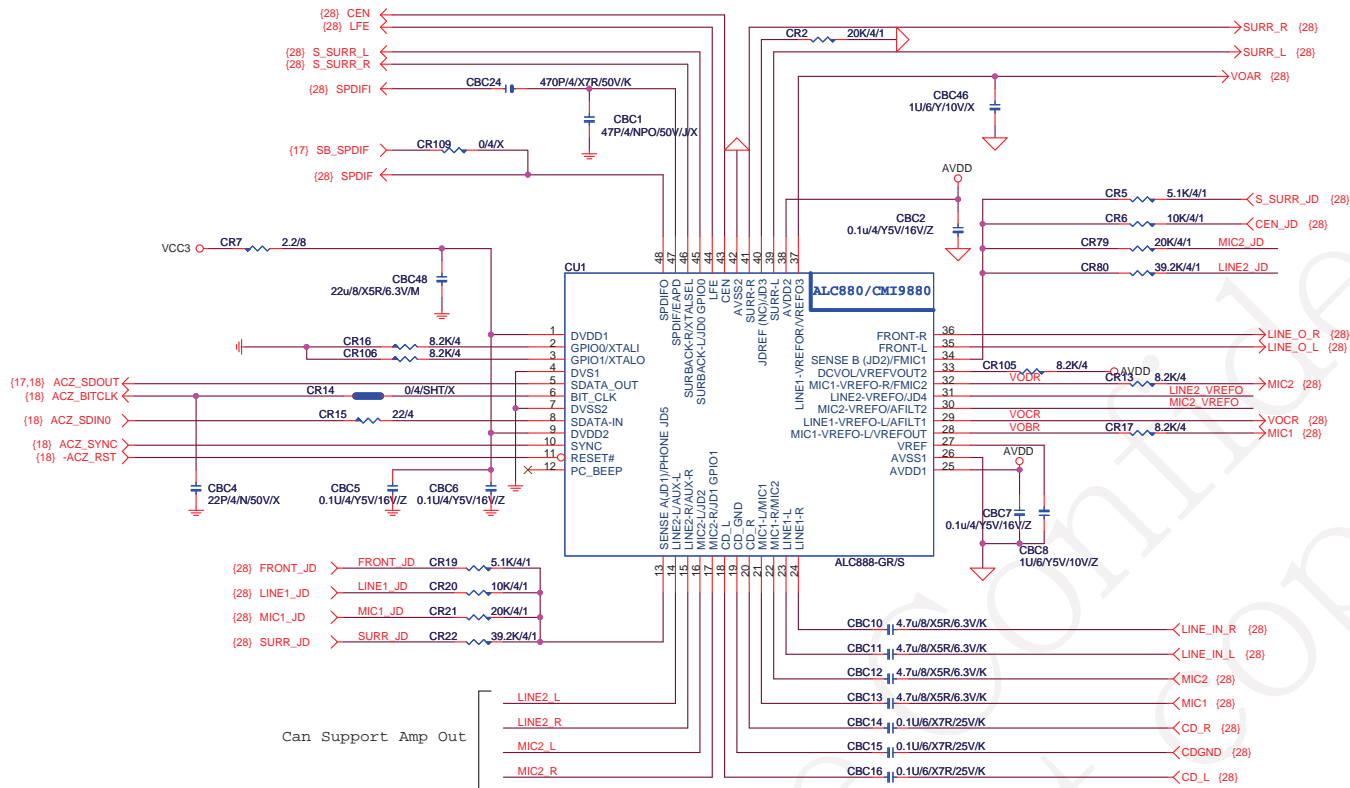 {28} CEN
{28} LFE
{28} S_SURR_L
{28} S_SURR_R
{28} SPDIFI
CBC24 470P/4/X7R/50V/K
CBC1
47P/4/NPO/50V/J/X
{17} SB_SPDIF
CR109 0/4/X
{28} SPDIF
CR2 20K/4/1
SURR_R {28}
SURR_L {28}
VOAR {28}
CBC46
1U/6/Y/10V/X
AVDD
CBC2
0.1u/4/Y5V/16V/Z
CR5 5.1K/4/1 S_SURR_JD {28}
CR6 10K/4/1 CEN_JD {28}
CR79 20K/4/1 MIC2_JD
CR80 39.2K/4/1 LINE2_JD
VCC3 CR7 2.2/8
CBC48
22u/8/X5R/6.3V/M
CU1
ALC880/CMI9880
48 SPDIFO
47 SPDIF/EAPD
46 SURBACK-R/XTALSEL
45 SURBACK-L/JD0 GPIO0
44 LFE
43 CEN
42 AVSS2
41 SURR-R
40 JDREF (NC)/JD3
39 SURR-L
38 AVDD2
37 LINE1-VREFOR/VREFO3
1 DVDD1
2 GPIO0/XTALI
3 GPIO1/XTALO
4 DVS1
5 SDATA_OUT
6 BIT_CLK
7 DVSS2
8 SDATA-IN
9 DVDD2
10 SYNC
11 RESET#
12 PC_BEEP
CR16 8.2K/4
CR106 8.2K/4
{17,18} ACZ_SDOUT
{18} ACZ_BITCLK
CR14 0/4/SHT/X
{18} ACZ_SDIN0
CR15 22/4
{18} ACZ_SYNC
{18} -ACZ_RST
CBC4
22P/4/N/50V/X
CBC5
0.1U/4/Y5V/16V/Z
CBC6
0.1U/4/Y5V/16V/Z
FRONT-R 36 LINE_O_R {28}
FRONT-L 35 LINE_O_L {28}
SENSE B (JD2)/FMIC1 34
DCVOL/VREFVOUT2 33 CR105 8.2K/4 AVDD
MIC1-VREFO-R/FMIC2 32 VODR CR13 8.2K/4 MIC2 {28}
LINE2-VREFO/JD4 31 LINE2_VREFO
MIC2-VREFO/AFILT2 30 MIC2_VREFO
LINE1-VREFO-L/AFILT1 29 VOCR VOCR {28}
MIC1-VREFO-L/VREFOUT 28 VOBR CR17 8.2K/4 MIC1 {28}
VREF 27
AVSS1 26
AVDD1 25
AVDD
CBC7
0.1u/4/Y5V/16V/Z
CBC8
1U/6/Y5V/10V/Z
ALC888-GR/S
13 SENSE A(JD1)/PHONE JD5
14 LINE2-L/AUX-L
15 LINE2-R/AUX-R
16 MIC2-L/JD2
17 MIC2-R/JD1 GPIO1
18 CD_L
19 CD_GND
20 CD_R
21 MIC1-L/MIC1
22 MIC1-R/MIC2
23 LINE1-L
24 LINE1-R
{28} FRONT_JD FRONT_JD CR19 5.1K/4/1
{28} LINE1_JD LINE1_JD CR20 10K/4/1
{28} MIC1_JD MIC1_JD CR21 20K/4/1
{28} SURR_JD SURR_JD CR22 39.2K/4/1
CBC10 4.7u/8/X5R/6.3V/K LINE_IN_R {28}
CBC11 4.7u/8/X5R/6.3V/K LINE_IN_L {28}
CBC12 4.7u/8/X5R/6.3V/K MIC2 {28}
CBC13 4.7u/8/X5R/6.3V/K MIC1 {28}
CBC14 0.1U/6/X7R/25V/K CD_R {28}
CBC15 0.1U/6/X7R/25V/K CDGND {28}
CBC16 0.1U/6/X7R/25V/K CD_L {28}
Can Support Amp Out
LINE2_L
LINE2_R
MIC2_L
MIC2_R